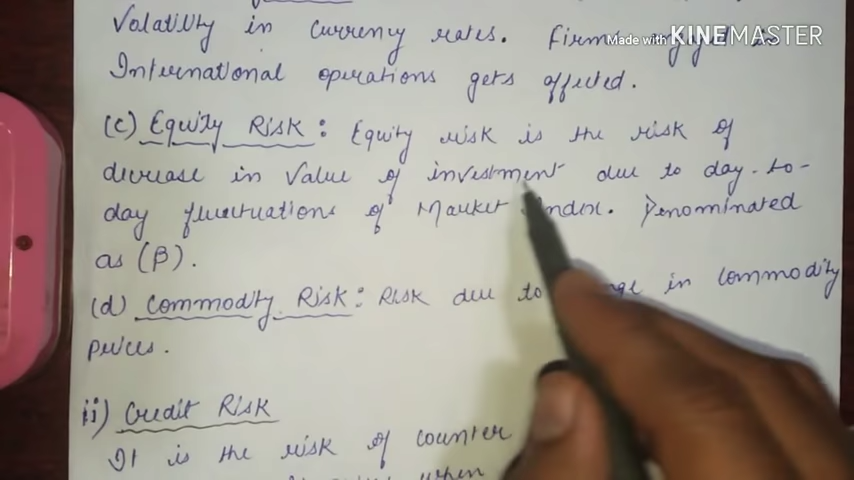 Volatility in Currency rates. Firms in
Made with KINEMASTER
International operations gets affected.
(c) Equity Risk: Equity risk is the risk of
decrease in Value of investment due to day-to-
day fluctuations of Market Index. Denominated
as (β).
(d) Commodity Risk: Risk due to in Commodity
prices.
ii) Credit Risk
It is the risk of counter
when